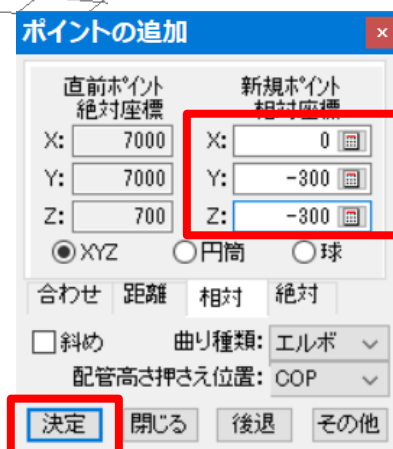 ポイントの追加 ×
直前ポイント 新規ポイント
絶対座標 相対座標
X: 7000 X: 0
Y: 7000 Y: -300
Z: 700 Z: -300
XYZ 円筒 球
合わせ 距離 相対 絶対
斜め 曲り種類: エルボ
配管高さ押さえ位置: COP
決定 閉じる 後退 その他